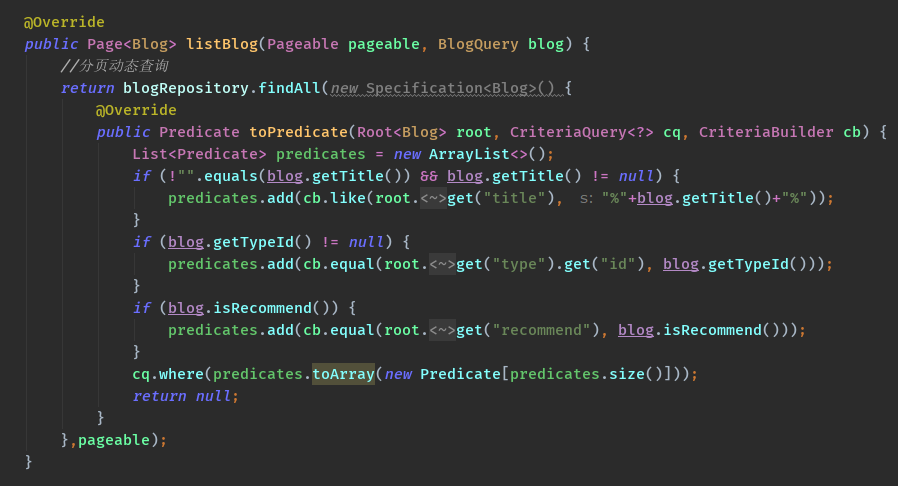 @Override
public Page<Blog> listBlog(Pageable pageable, BlogQuery blog) {
    //分页动态查询
    return blogRepository.findAll(new Specification<Blog>() {
        @Override
        public Predicate toPredicate(Root<Blog> root, CriteriaQuery<?> cq, CriteriaBuilder cb) {
            List<Predicate> predicates = new ArrayList<>();
            if (!"".equals(blog.getTitle()) && blog.getTitle() != null) {
                predicates.add(cb.like(root.<~>get("title"), s: "%"+blog.getTitle()+"%"));
            }
            if (blog.getTypeId() != null) {
                predicates.add(cb.equal(root.<~>get("type").get("id"), blog.getTypeId()));
            }
            if (blog.isRecommend()) {
                predicates.add(cb.equal(root.<~>get("recommend"), blog.isRecommend()));
            }
            cq.where(predicates.toArray(new Predicate[predicates.size()]));
            return null;
        }
    },pageable);
}